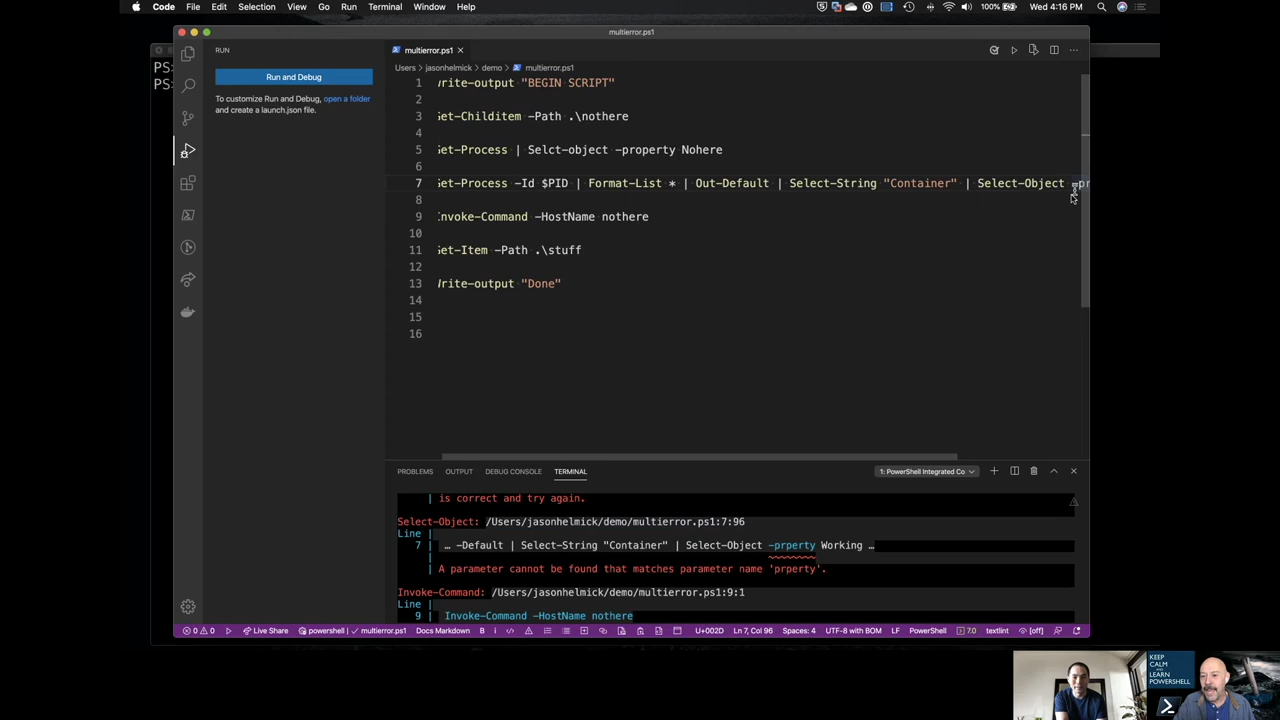 Code File Edit Selection View Go Run Terminal Window Help 100% Wed 4:16 PM
multierror.ps1
PS>
PS>
RUN
Run and Debug
To customize Run and Debug, open a folder
and create a launch.json file.
multierror.ps1
Users > jasonhelmick > demo > multierror.ps1
1 rite-output "BEGIN SCRIPT"
2
3 Get-Childitem -Path .\nothere
4
5 Get-Process | Selct-object -property Nohere
6
7 Get-Process -Id $PID | Format-List * | Out-Default | Select-String "Container" | Select-Object -pr
8
9 Invoke-Command -HostName nothere
10
11 Get-Item -Path .\stuff
12
13 Write-output "Done"
14
15
16
PROBLEMS OUTPUT DEBUG CONSOLE TERMINAL 1: PowerShell Integrated Co
| is correct and try again.
Select-Object: /Users/jasonhelmick/demo/multierror.ps1:7:96
Line |
7 | … -Default | Select-String "Container" | Select-Object -prperty Working …
|
| A parameter cannot be found that matches parameter name 'prperty'.
Invoke-Command: /Users/jasonhelmick/demo/multierror.ps1:9:1
Line |
9 | Invoke-Command -HostName nothere
0 0 Live Share powershell | multierror.ps1 Docs Markdown B I U+002D Ln 7, Col 96 Spaces: 4 UTF-8 with BOM LF PowerShell 7.0 textlint [off]
KEEP
CALM
AND
LEARN
POWERSHELL